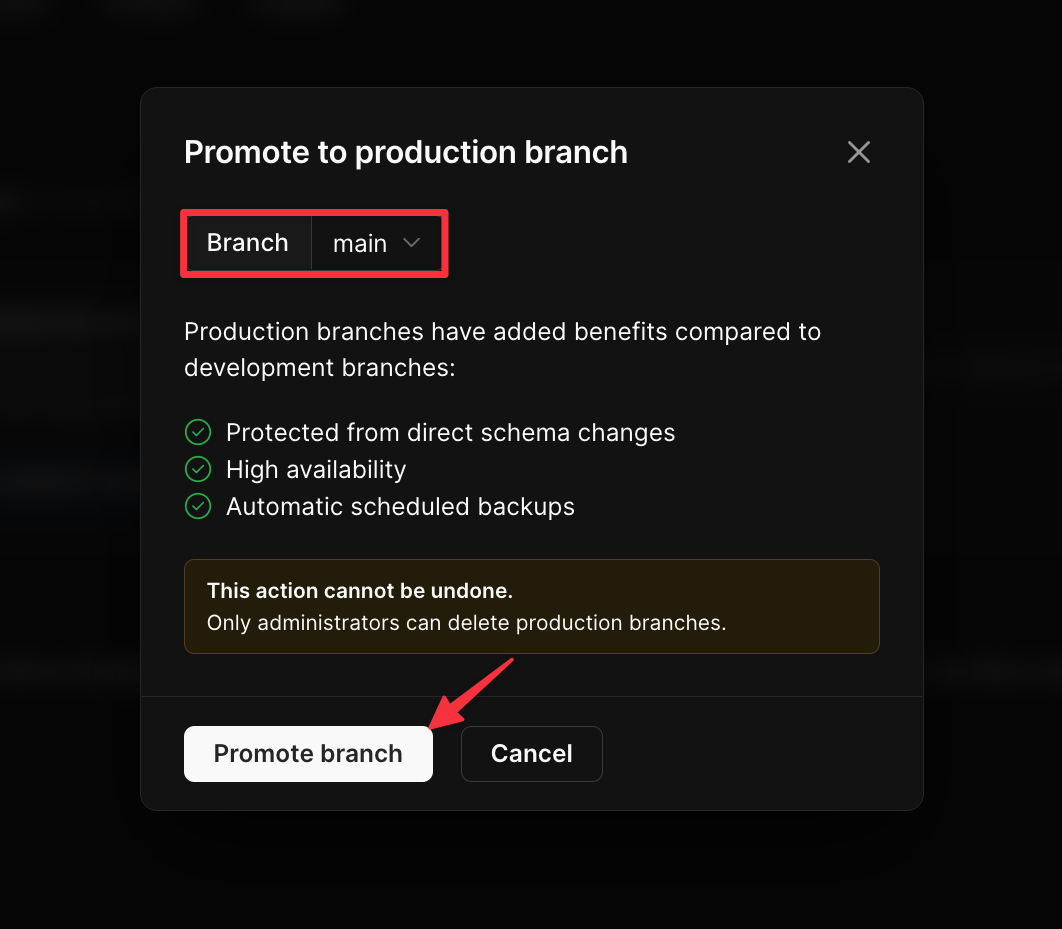 Promote to production branch
Branch main
Production branches have added benefits compared to
development branches:
Protected from direct schema changes
High availability
Automatic scheduled backups
This action cannot be undone.
Only administrators can delete production branches.
Promote branch Cancel